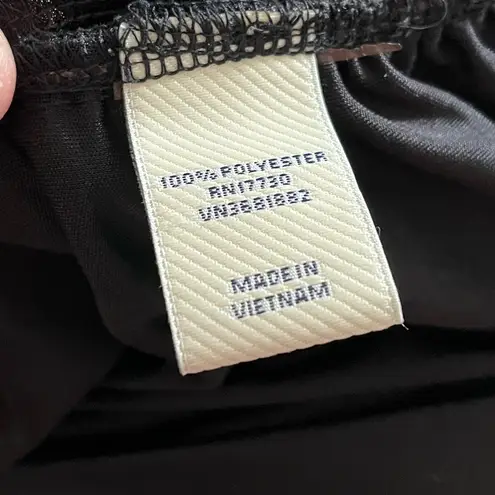 100% POLYESTER
RN17730
VN3681882
MADE IN
VIETNAM